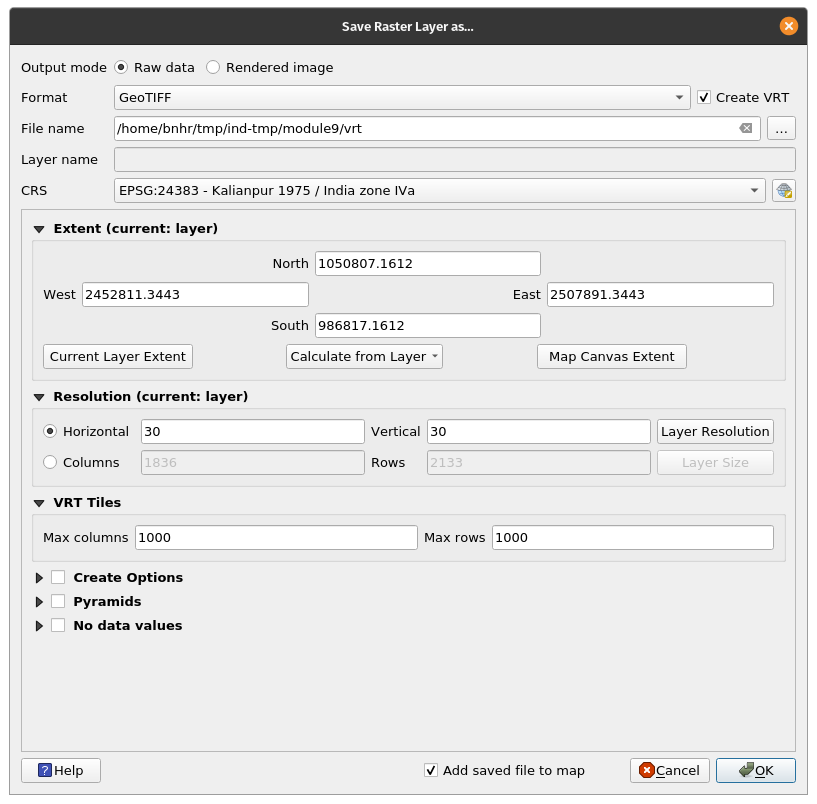 Save Raster Layer as...
Output mode Raw data Rendered image
Format GeoTIFF Create VRT
File name /home/bnhr/tmp/ind-tmp/module9/vrt ...
Layer name
CRS EPSG:24383 - Kalianpur 1975 / India zone IVa
Extent (current: layer)
North 1050807.1612
West 2452811.3443 East 2507891.3443
South 986817.1612
Current Layer Extent Calculate from Layer Map Canvas Extent
Resolution (current: layer)
Horizontal 30 Vertical 30 Layer Resolution
Columns 1836 Rows 2133 Layer Size
VRT Tiles
Max columns 1000 Max rows 1000
Create Options
Pyramids
No data values
? Help Add saved file to map Cancel OK